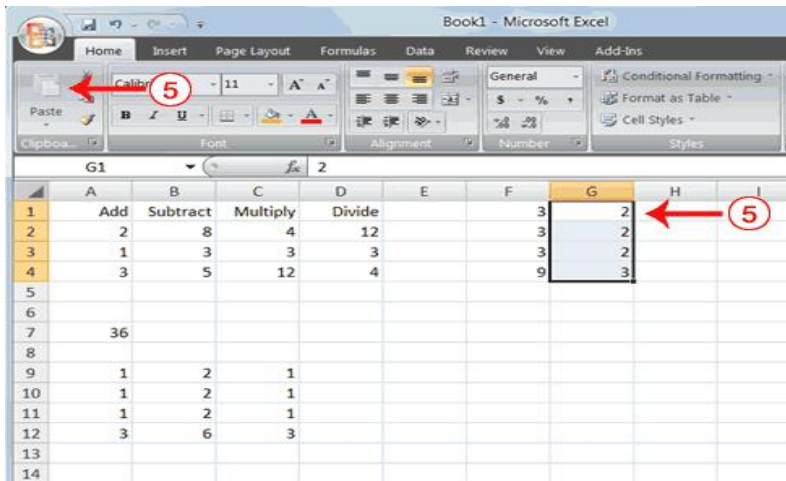 Book1 - Microsoft Excel
Home Insert Page Layout Formulas Data Review View Add-Ins
5
Paste
11 A A
General
Conditional Formatting
B I U A
$ % ,
Format as Table
Cell Styles
Font Alignment Number Styles
G1 fx 2
A B C D E F G H I
1 Add Subtract Multiply Divide 3 2
5
2 2 8 4 12 3 2
3 1 3 3 3 3 2
4 3 5 12 4 9 3
5
6
7 36
8
9 1 2 1
10 1 2 1
11 1 2 1
12 3 6 3
13
14